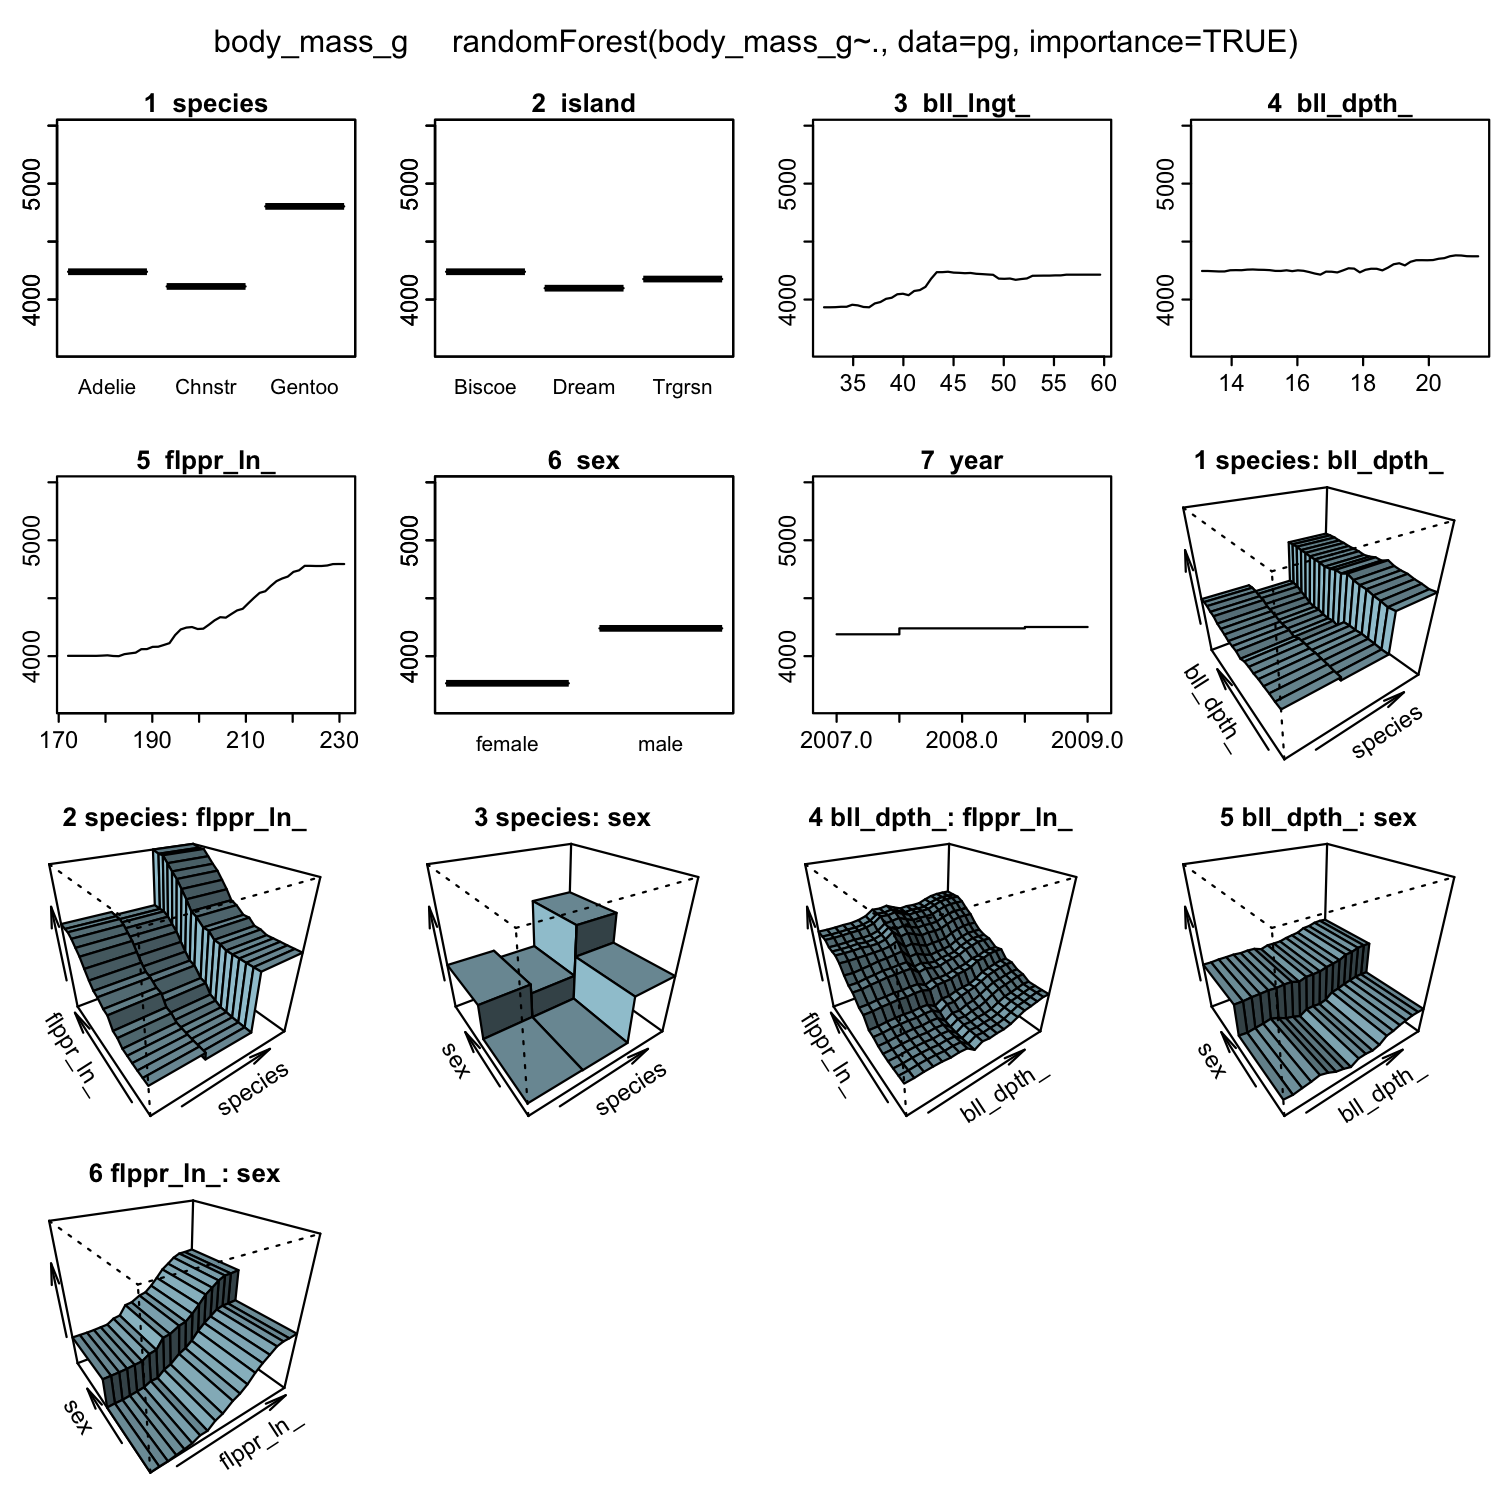 body_mass_g randomForest(body_mass_g~., data=pg, importance=TRUE)
1 species
2 island
3 bll_lngt_
4 bll_dpth_
5000
4000
Adelie Chnstr Gentoo
5000
4000
Biscoe Dream Trgrsn
5000
4000
35 40 45 50 55 60
5000
4000
14 16 18 20
5 flppr_ln_
6 sex
7 year
1 species: bll_dpth_
5000
4000
170 190 210 230
5000
4000
female male
5000
4000
2007.0 2008.0 2009.0
bll_dpth_
species
2 species: flppr_ln_
3 species: sex
4 bll_dpth_: flppr_ln_
5 bll_dpth_: sex
flppr_ln_
species
sex
species
flppr_ln_
bll_dpth_
sex
bll_dpth_
6 flppr_ln_: sex
sex
flppr_ln_